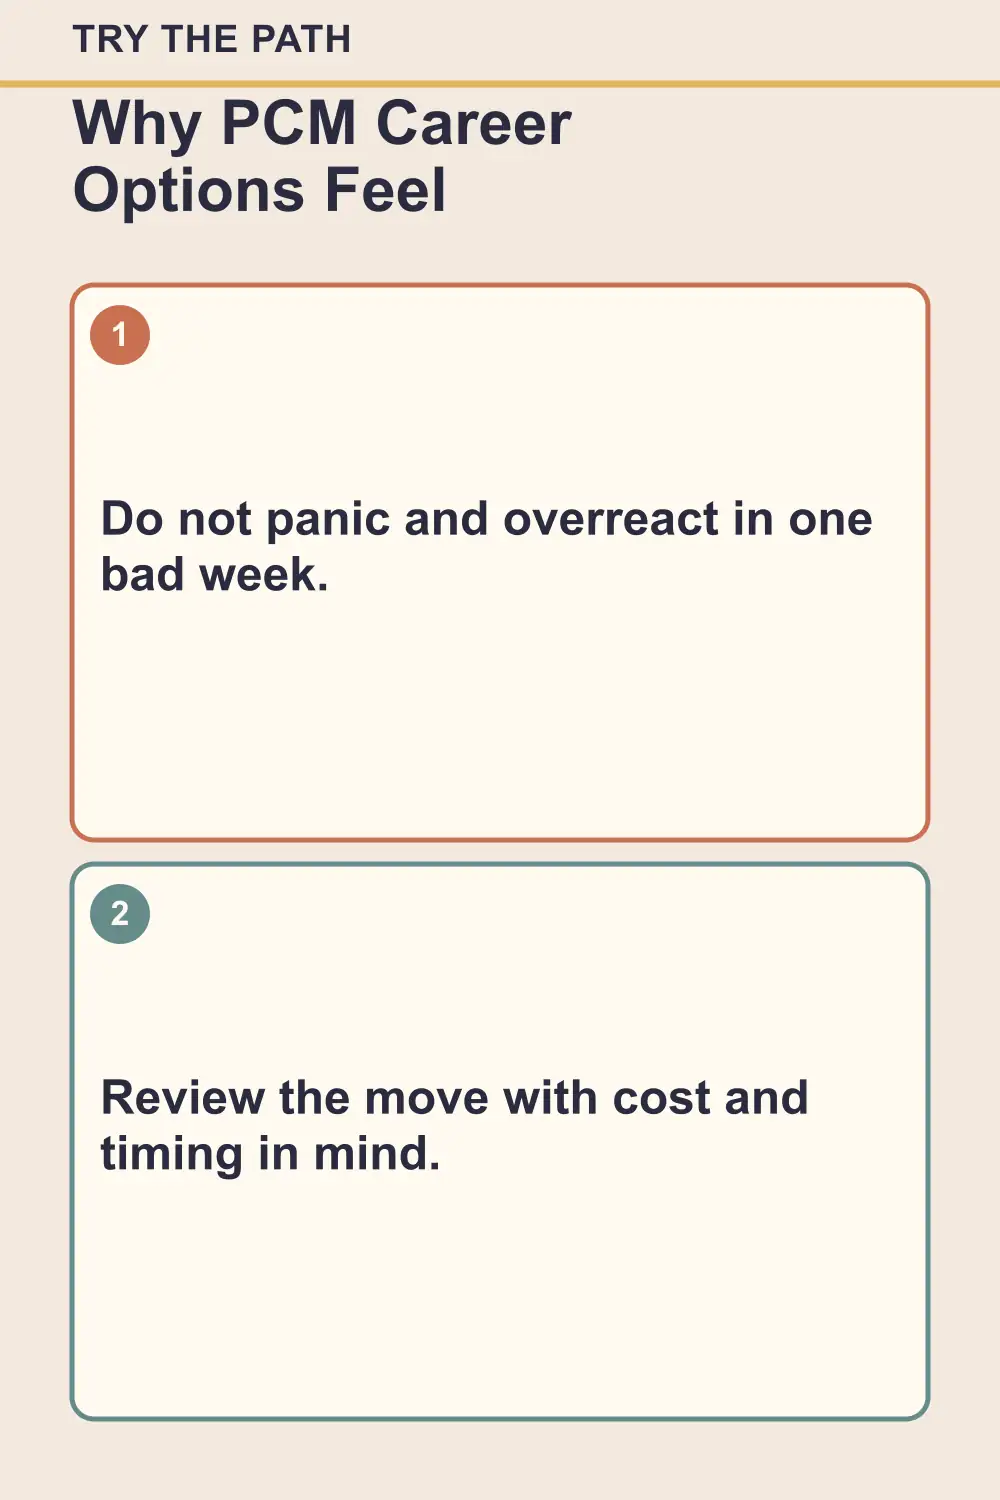 TRY THE PATH
Why PCM Career
Options Feel
1
Do not panic and overreact in one
bad week.
2
Review the move with cost and
timing in mind.